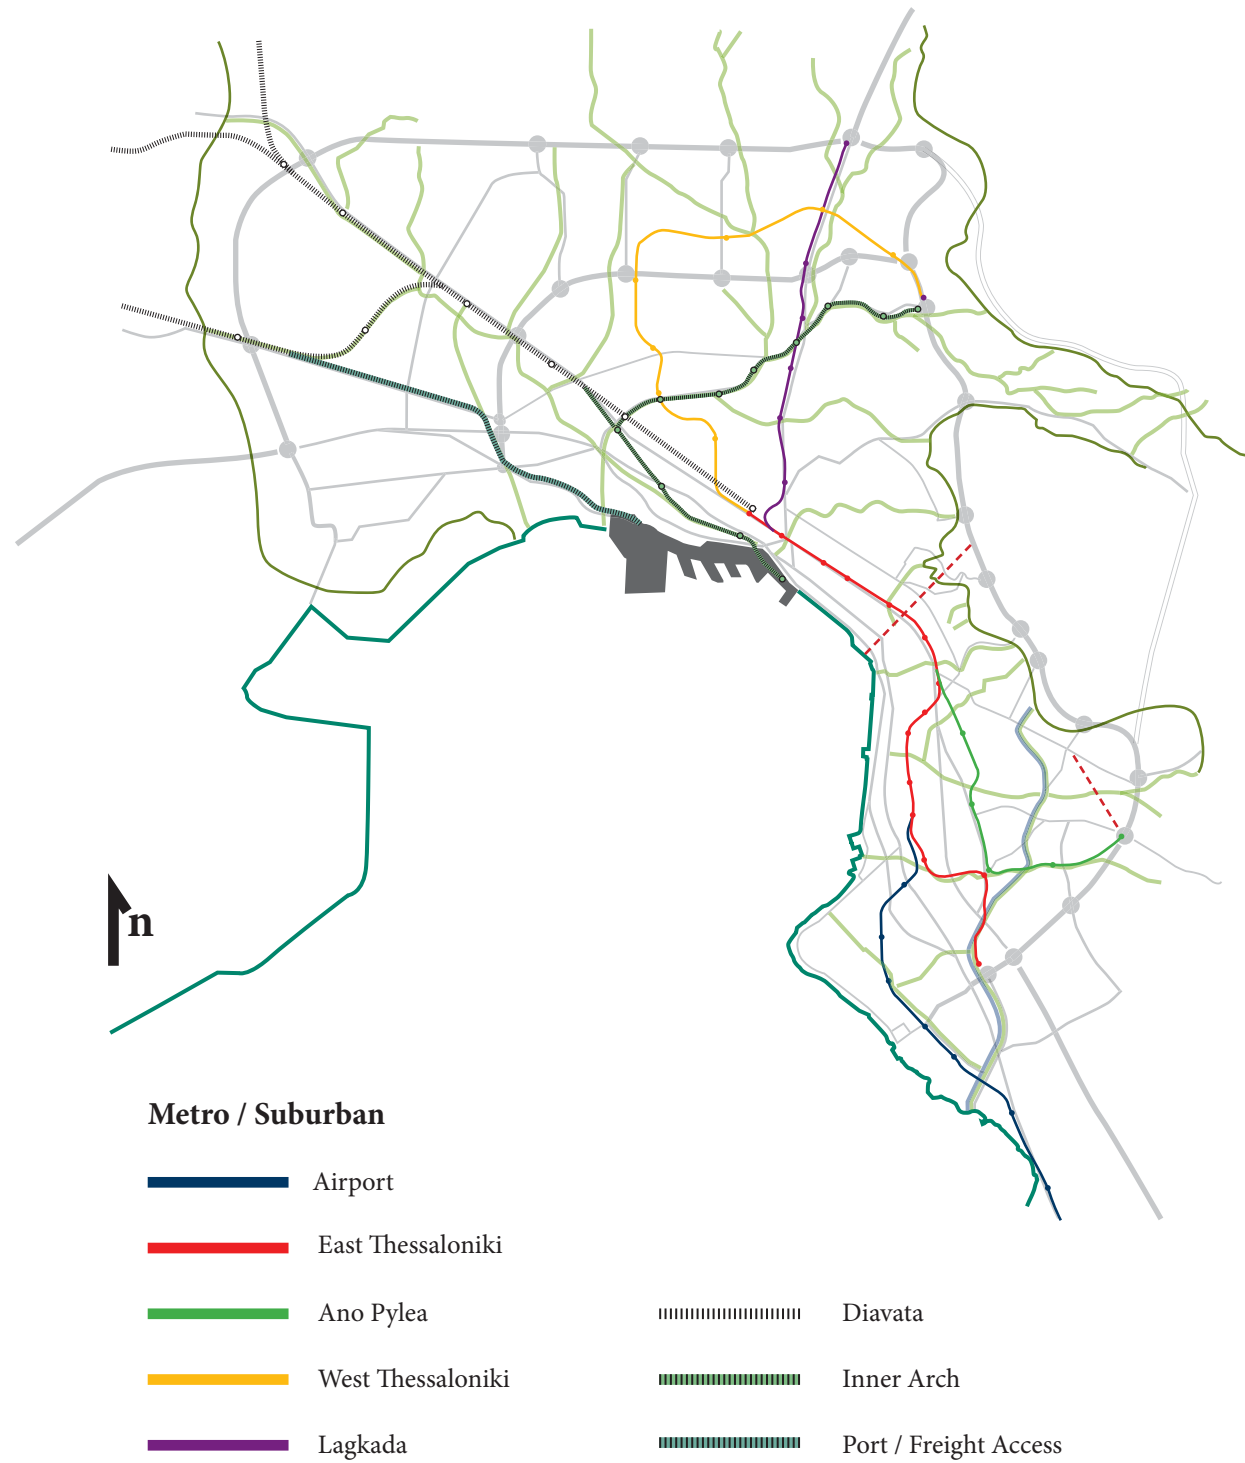 n
Metro / Suburban
Airport
East Thessaloniki
Ano Pylea
West Thessaloniki
Lagkada
Diavata
Inner Arch
Port / Freight Access